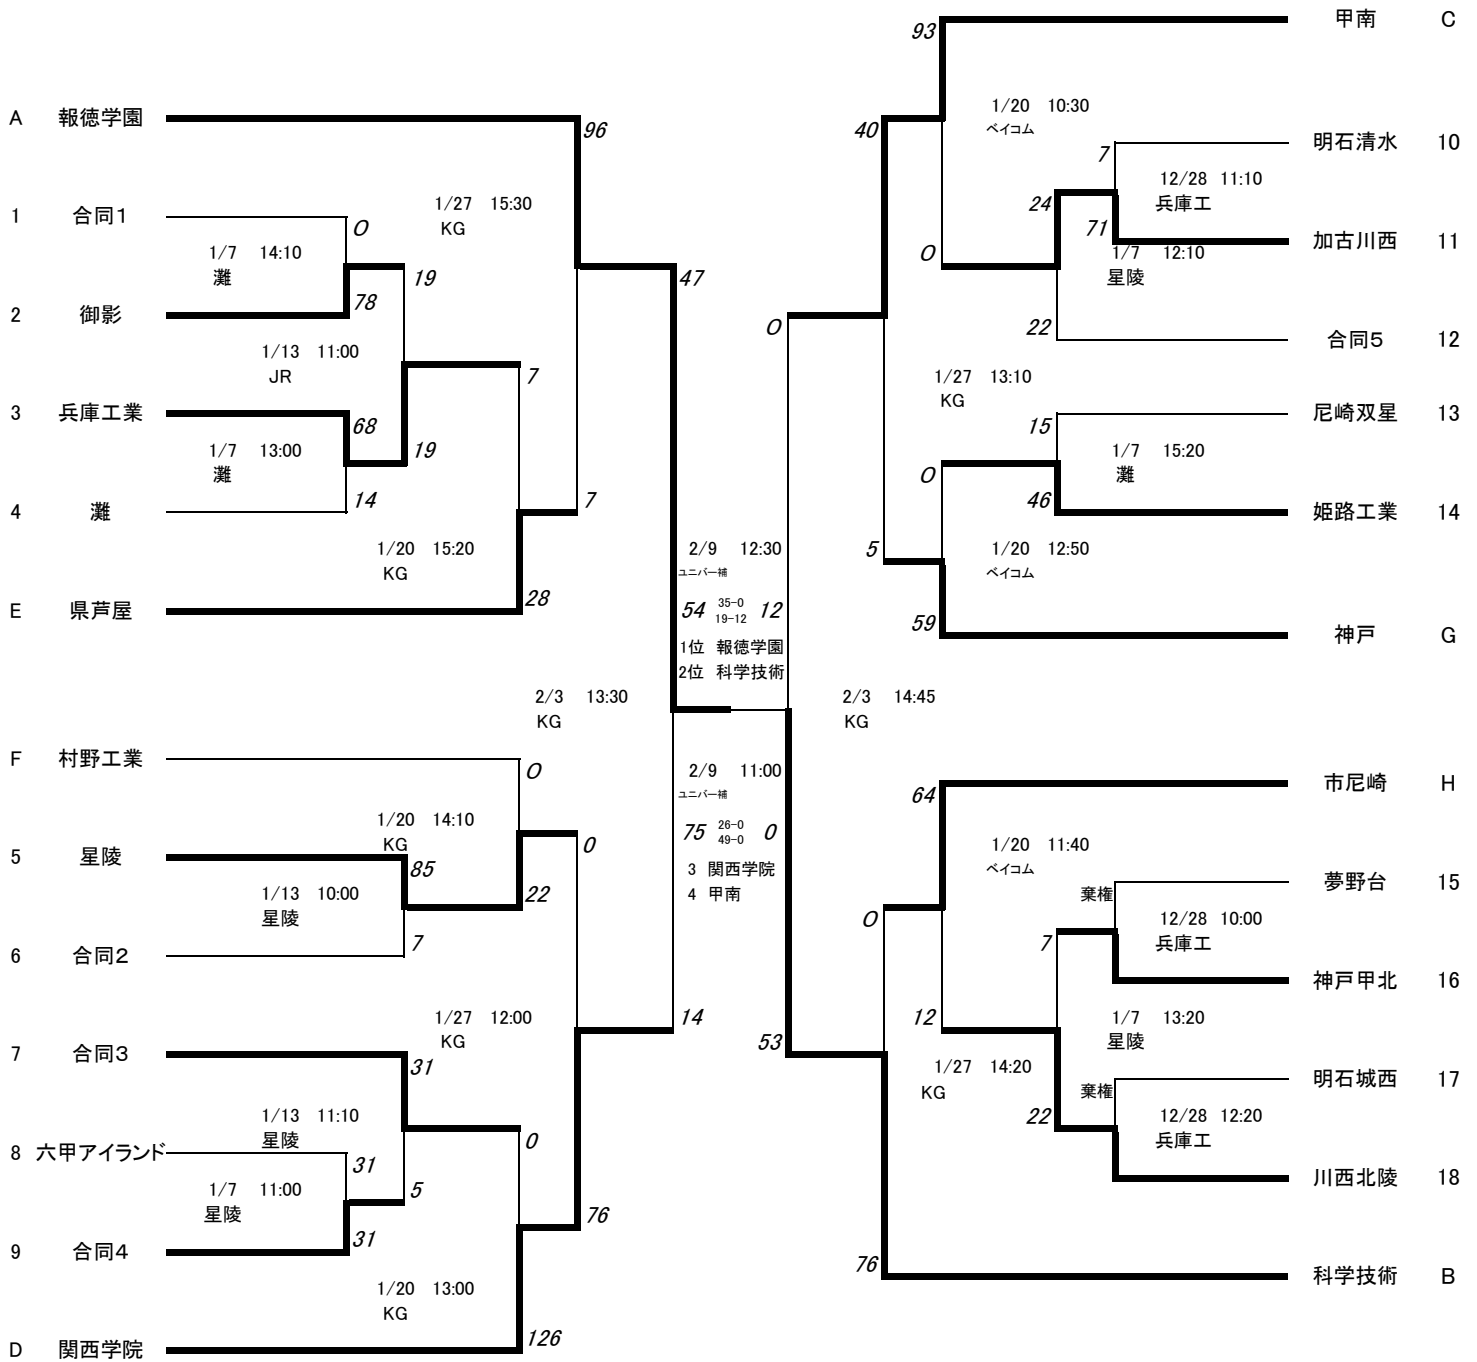 A 報徳学園
96
1/27 15:30
KG
1 合同1
0
1/7 14:10
灘
19
78
2 御影
1/13 11:00
JR
7
3 兵庫工業
68
1/7 13:00
灘
19
14
4 灘
7
1/20 15:20
KG
28
E 県芦屋
47
2/3 13:30
KG
F 村野工業
0
1/20 14:10
KG
0
5 星陵
85
1/13 10:00
星陵
22
7
6 合同2
1/27 12:00
KG
14
7 合同3
31
1/13 11:10
星陵
0
8 六甲アイランド
31
1/7 11:00
星陵
5
76
31
9 合同4
1/20 13:00
KG
126
D 関西学院
2/9 12:30
ユニバー補
54 35-0 12
19-12
1位 報徳学園
2位 科学技術
2/9 11:00
ユニバー補
75 26-0 0
49-0
3 関西学院
4 甲南
甲南 C
93
1/20 10:30
ベイコム
40
明石清水 10
7
12/28 11:10
兵庫工
24
71
加古川西 11
1/7 12:10
星陵
0
22
合同5 12
0
1/27 13:10
KG
尼崎双星 13
15
1/7 15:20
灘
0
46
姫路工業 14
5
1/20 12:50
ベイコム
59
神戸 G
2/3 14:45
KG
市尼崎 H
64
1/20 11:40
ベイコム
夢野台 15
棄権
12/28 10:00
兵庫工
0
7
神戸甲北 16
12
1/7 13:20
星陵
53
1/27 14:20
KG
明石城西 17
棄権
12/28 12:20
兵庫工
22
川西北陵 18
76
科学技術 B